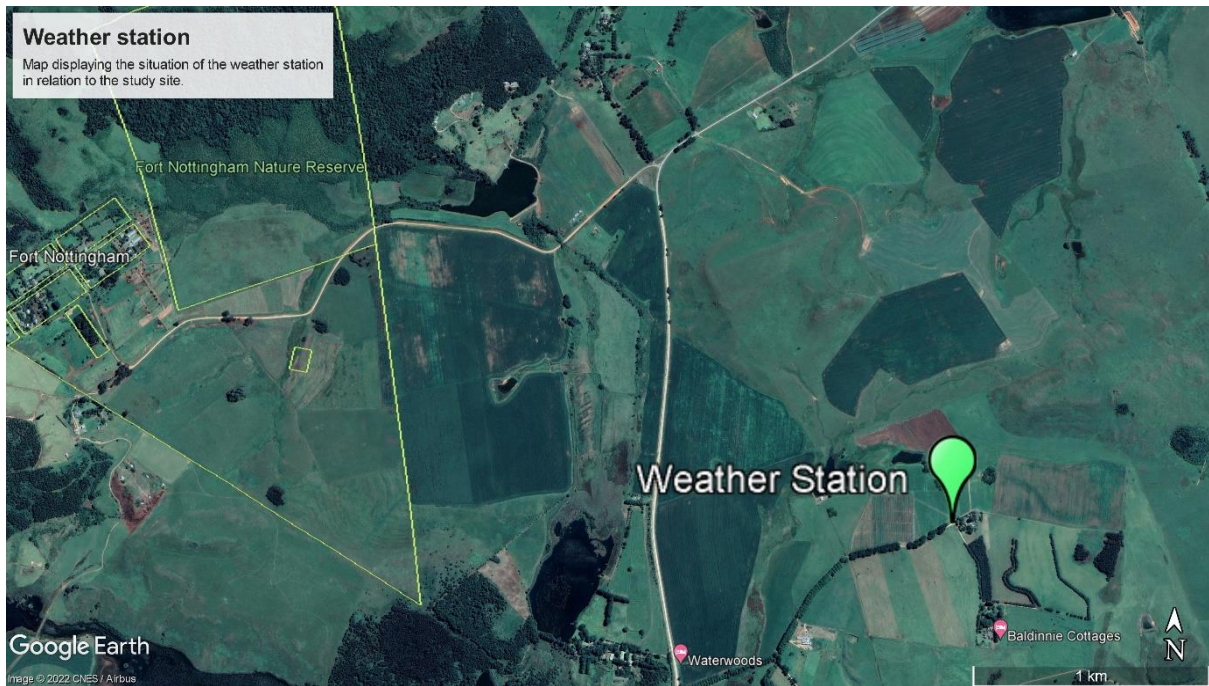 Weather station
Map displaying the situation of the weather station
in relation to the study site.
Fort Nottingham Nature Reserve
Fort Nottingham
Weather Station
Baldinnie Cottages
Waterwoods
N
Google Earth
1 km
Image © 2022 CNES / Airbus